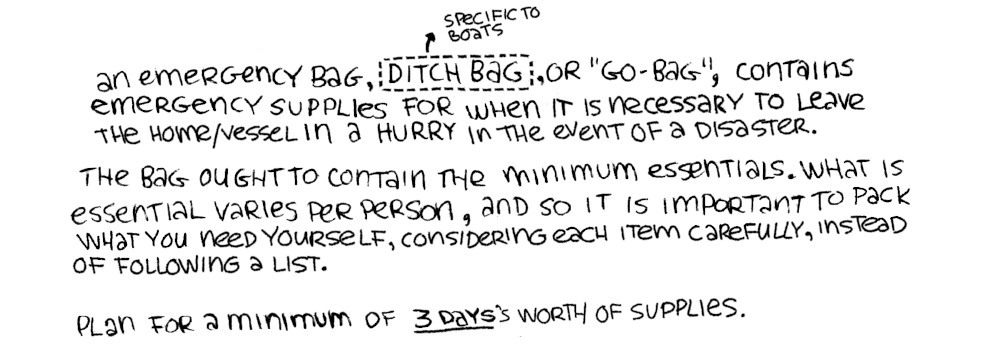 SPECIFIC TO
BOATS
an emergency bag, DITCH BAG, OR "GO-BAG", CONTAINS
EMERGENCY SUPPLIES FOR WHEN IT IS NECESSARY TO LEAVE
THE HOME/VESSEL IN A HURRY IN THE EVENT OF A DISASTER.
THE BAG OUGHT TO CONTAIN THE MINIMUM ESSENTIALS. WHAT IS
ESSENTIAL VARIES PER PERSON, AND SO IT IS IMPORTANT TO PACK
WHAT YOU NEED YOURSELF, CONSIDERING EACH ITEM CAREFULLY, INSTEAD
OF FOLLOWING A LIST.
PLAN FOR A MINIMUM OF 3 DAYS's WORTH OF SUPPLIES.